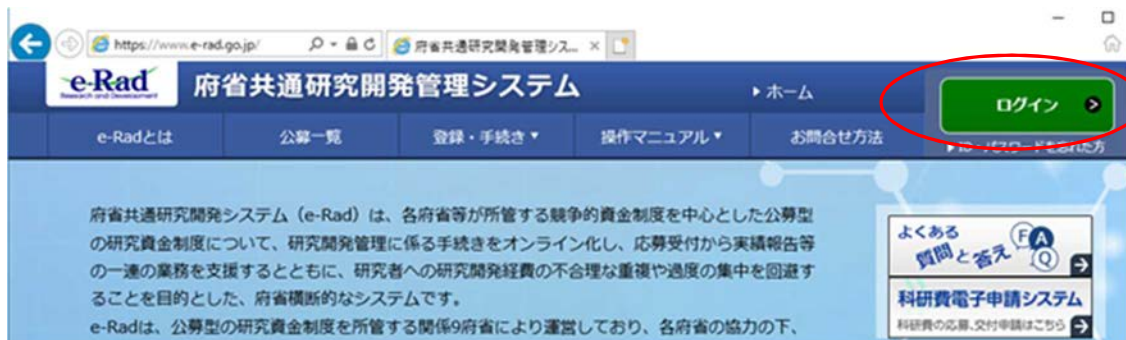 https://www.e-rad.go.jp/
府省共通研究開発管理シス...
e-Rad
Research and Development
府省共通研究開発管理システム
ホーム
ログイン
e-Radとは
公募一覧
登録・手続き▼
操作マニュアル▼
お問合せ方法
ID・パスワードを忘れた方
府省共通研究開発システム（e-Rad）は、各府省等が所管する競争的資金制度を中心とした公募型
の研究資金制度について、研究開発管理に係る手続きをオンライン化し、応募受付から実績報告等
の一連の業務を支援するとともに、研究者への研究開発経費の不合理な重複や過度の集中を回避す
ることを目的とした、府省横断的なシステムです。
e-Radは、公募型の研究資金制度を所管する関係9府省により運営しており、各府省の協力の下、
よくある
質問と答え
FAQ
科研費電子申請システム
科研費の応募、交付申請はこちら